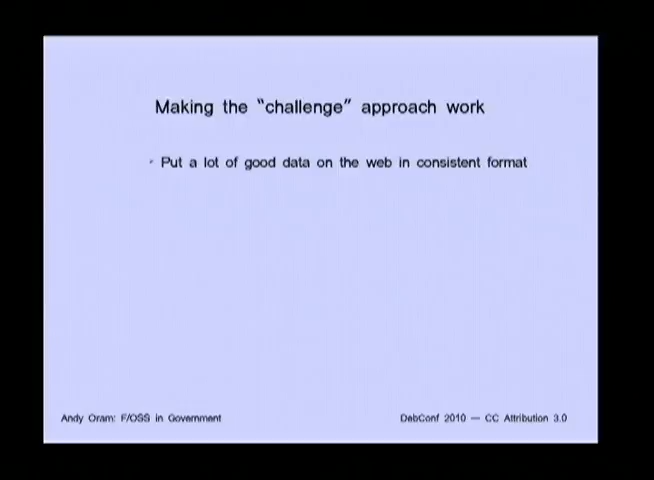 Making the “challenge” approach work
· Put a lot of good data on the web in consistent format
Andy Oram: F/OSS in Government
DebConf 2010 — CC Attribution 3.0